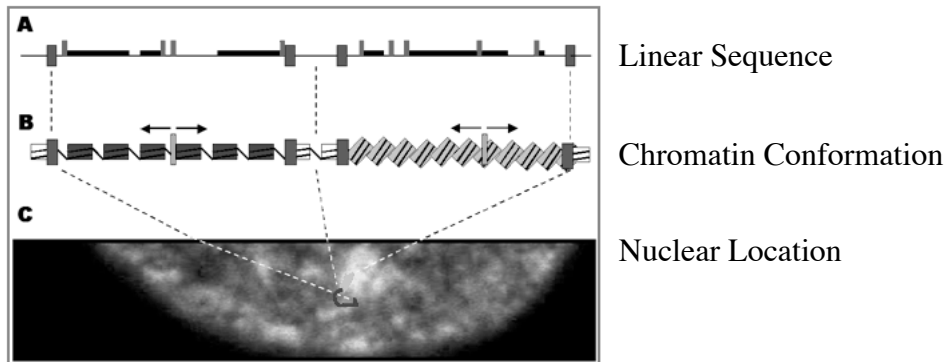 A
Linear Sequence
B
Chromatin Conformation
C
Nuclear Location